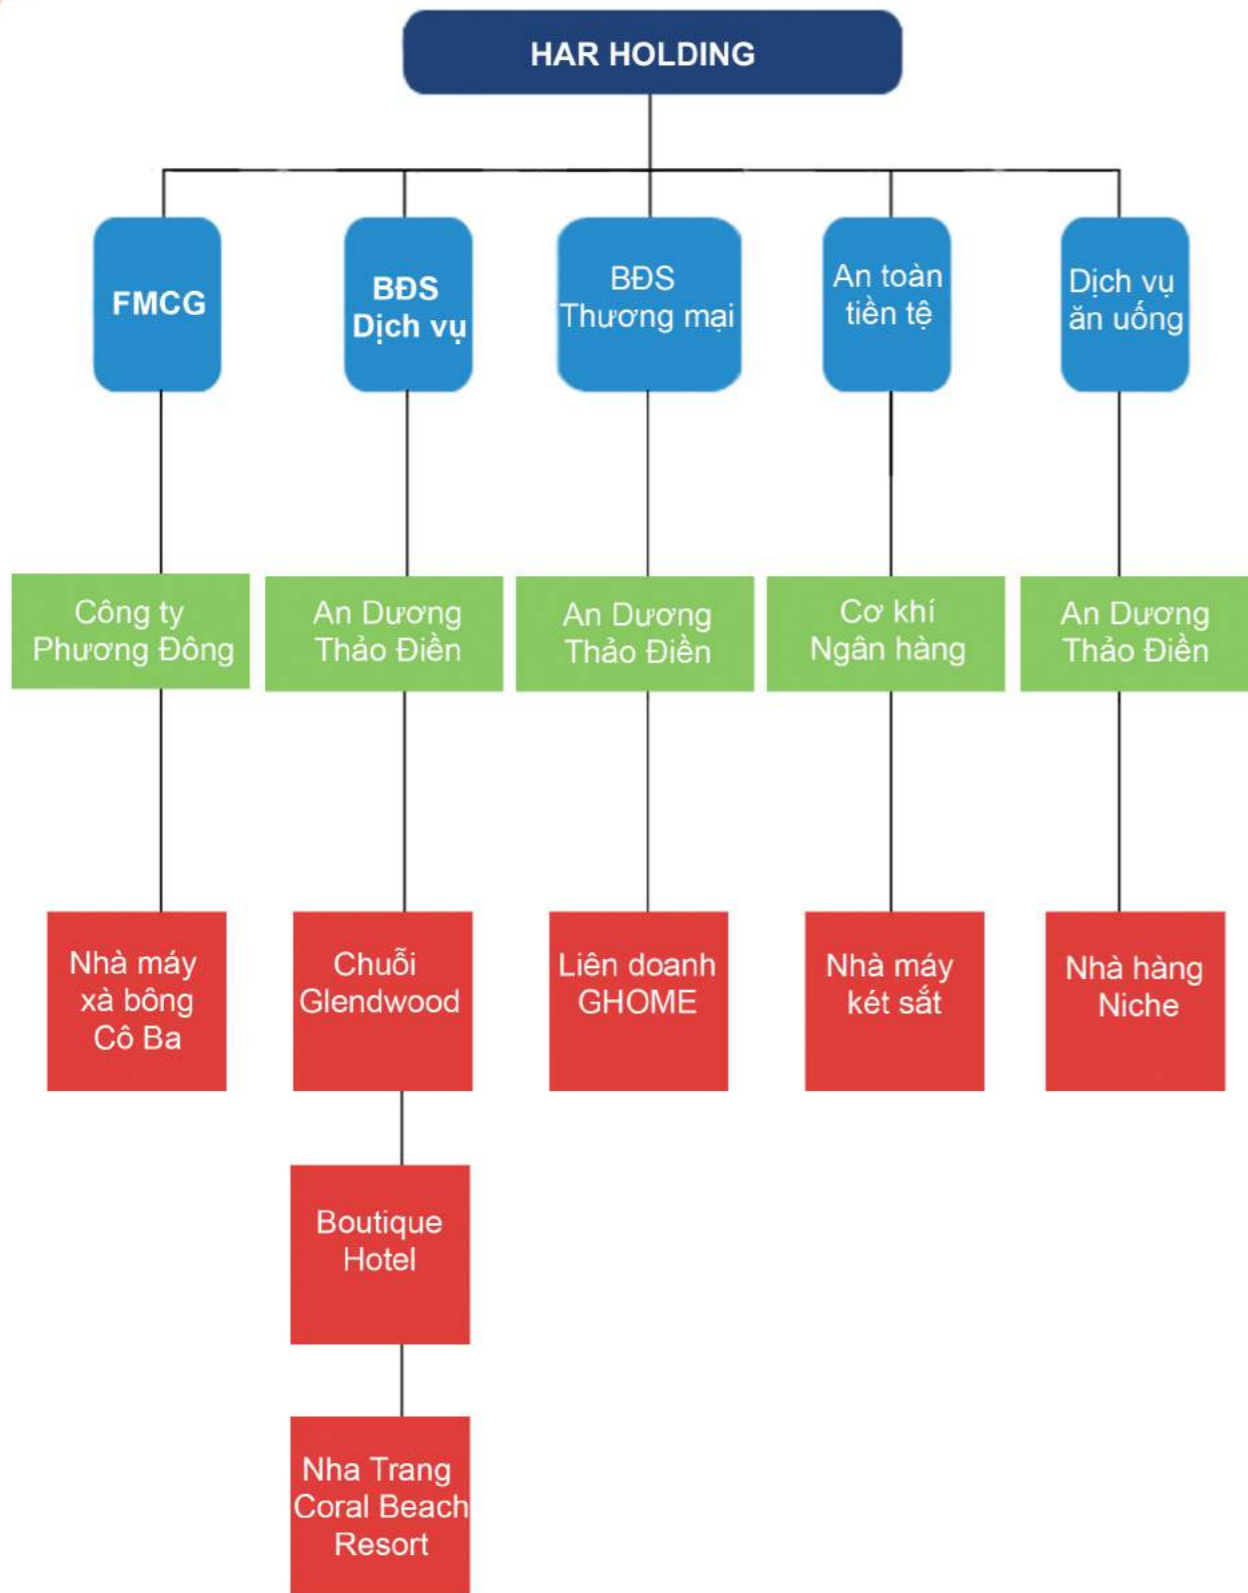 HAR HOLDING
FMCG
BĐS
Dịch vụ
BĐS
Thương mại
An toàn
tiền tệ
Dịch vụ
ăn uống
Công ty
Phương Đông
An Dương
Thảo Điền
An Dương
Thảo Điền
Cơ khí
Ngân hàng
An Dương
Thảo Điền
Nhà máy
xà bông
Cô Ba
Chuỗi
Glendwood
Liên doanh
GHOME
Nhà máy
két sắt
Nhà hàng
Niche
Boutique
Hotel
Nha Trang
Coral Beach
Resort